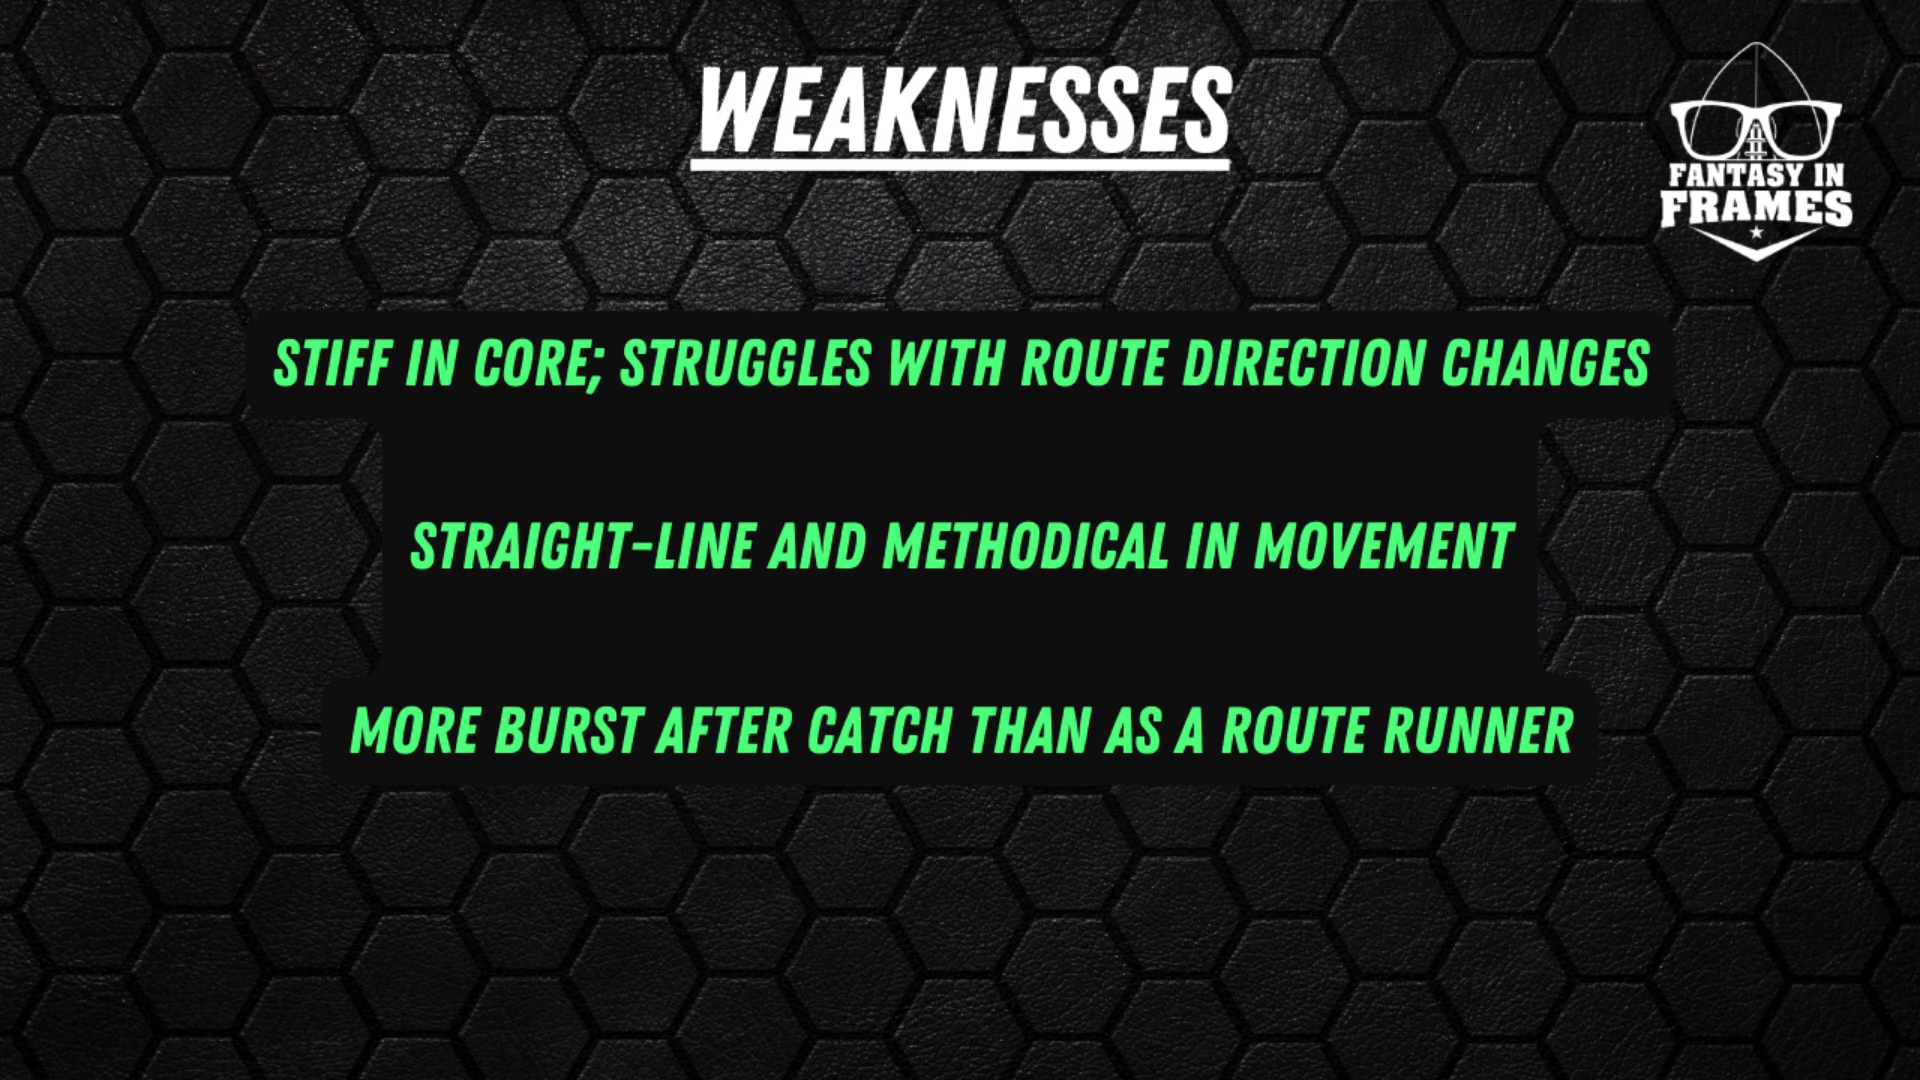 WEAKNESSES
FANTASY IN
FRAMES
STIFF IN CORE; STRUGGLES WITH ROUTE DIRECTION CHANGES
STRAIGHT-LINE AND METHODICAL IN MOVEMENT
MORE BURST AFTER CATCH THAN AS A ROUTE RUNNER